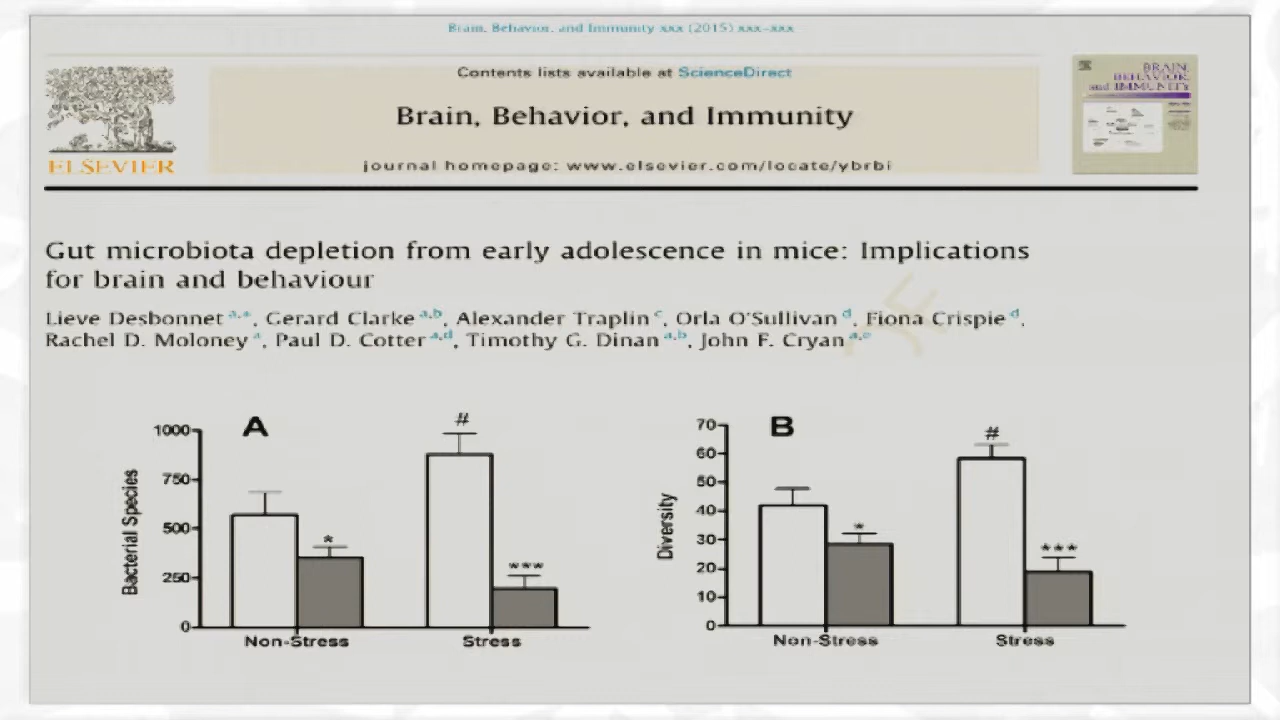 Brain, Behavior, and Immunity xxx (2015) xxx–xxx
Contents lists available at ScienceDirect
Brain, Behavior, and Immunity
journal homepage: www.elsevier.com/locate/ybrbi
ELSEVIER
BRAIN,
BEHAVIOR,
and IMMUNITY
Gut microbiota depletion from early adolescence in mice: Implications
for brain and behaviour
Lieve Desbonnet a,*, Gerard Clarke a,b, Alexander Traplin c, Orla O'Sullivan d, Fiona Crispie d,
Rachel D. Moloney a, Paul D. Cotter a,d, Timothy G. Dinan a,b, John F. Cryan a,e
A
Bacterial Species
1000
750
500
250
0
*
#
***
Non-Stress
Stress
B
Diversity
70
60
50
40
30
20
10
0
*
#
***
Non-Stress
Stress